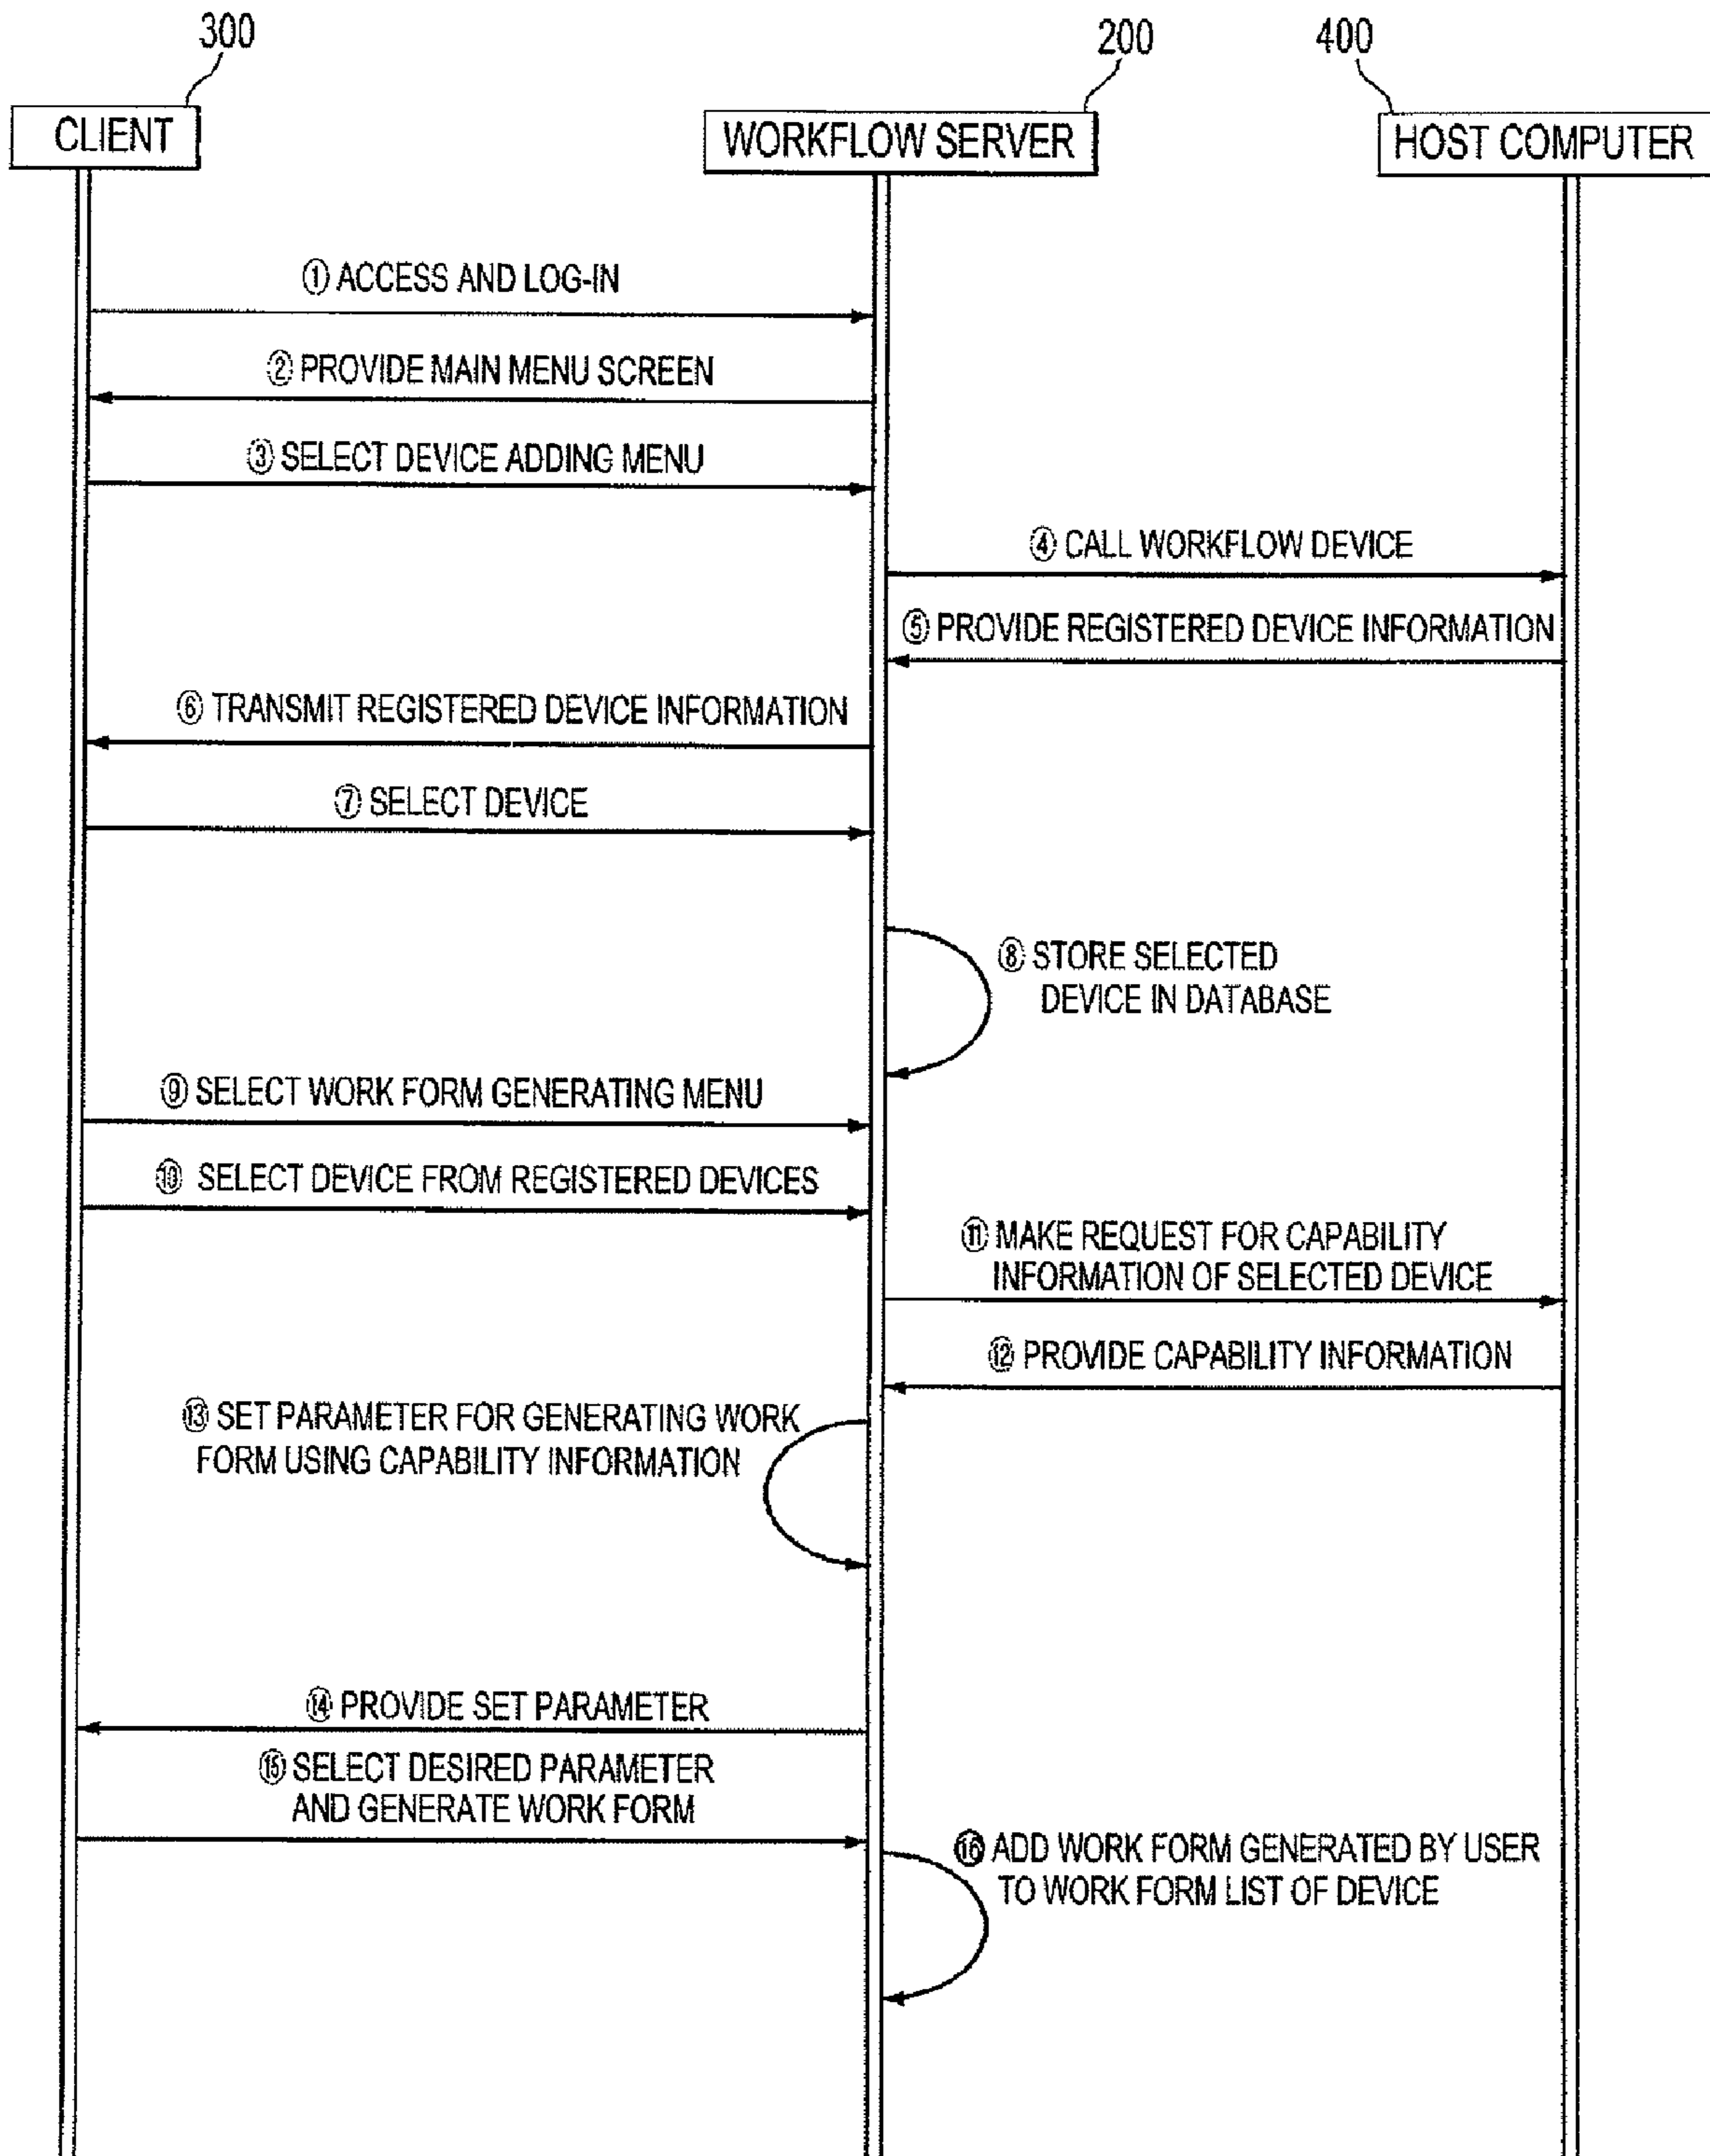 300
200
400
CLIENT
WORKFLOW SERVER
HOST COMPUTER
① ACCESS AND LOG-IN
② PROVIDE MAIN MENU SCREEN
③ SELECT DEVICE ADDING MENU
④ CALL WORKFLOW DEVICE
⑤ PROVIDE REGISTERED DEVICE INFORMATION
⑥ TRANSMIT REGISTERED DEVICE INFORMATION
⑦ SELECT DEVICE
⑧ STORE SELECTED
DEVICE IN DATABASE
⑨ SELECT WORK FORM GENERATING MENU
⑩ SELECT DEVICE FROM REGISTERED DEVICES
⑪ MAKE REQUEST FOR CAPABILITY
INFORMATION OF SELECTED DEVICE
⑫ PROVIDE CAPABILITY INFORMATION
⑬ SET PARAMETER FOR GENERATING WORK
FORM USING CAPABILITY INFORMATION
⑭ PROVIDE SET PARAMETER
⑮ SELECT DESIRED PARAMETER
AND GENERATE WORK FORM
⑯ ADD WORK FORM GENERATED BY USER
TO WORK FORM LIST OF DEVICE